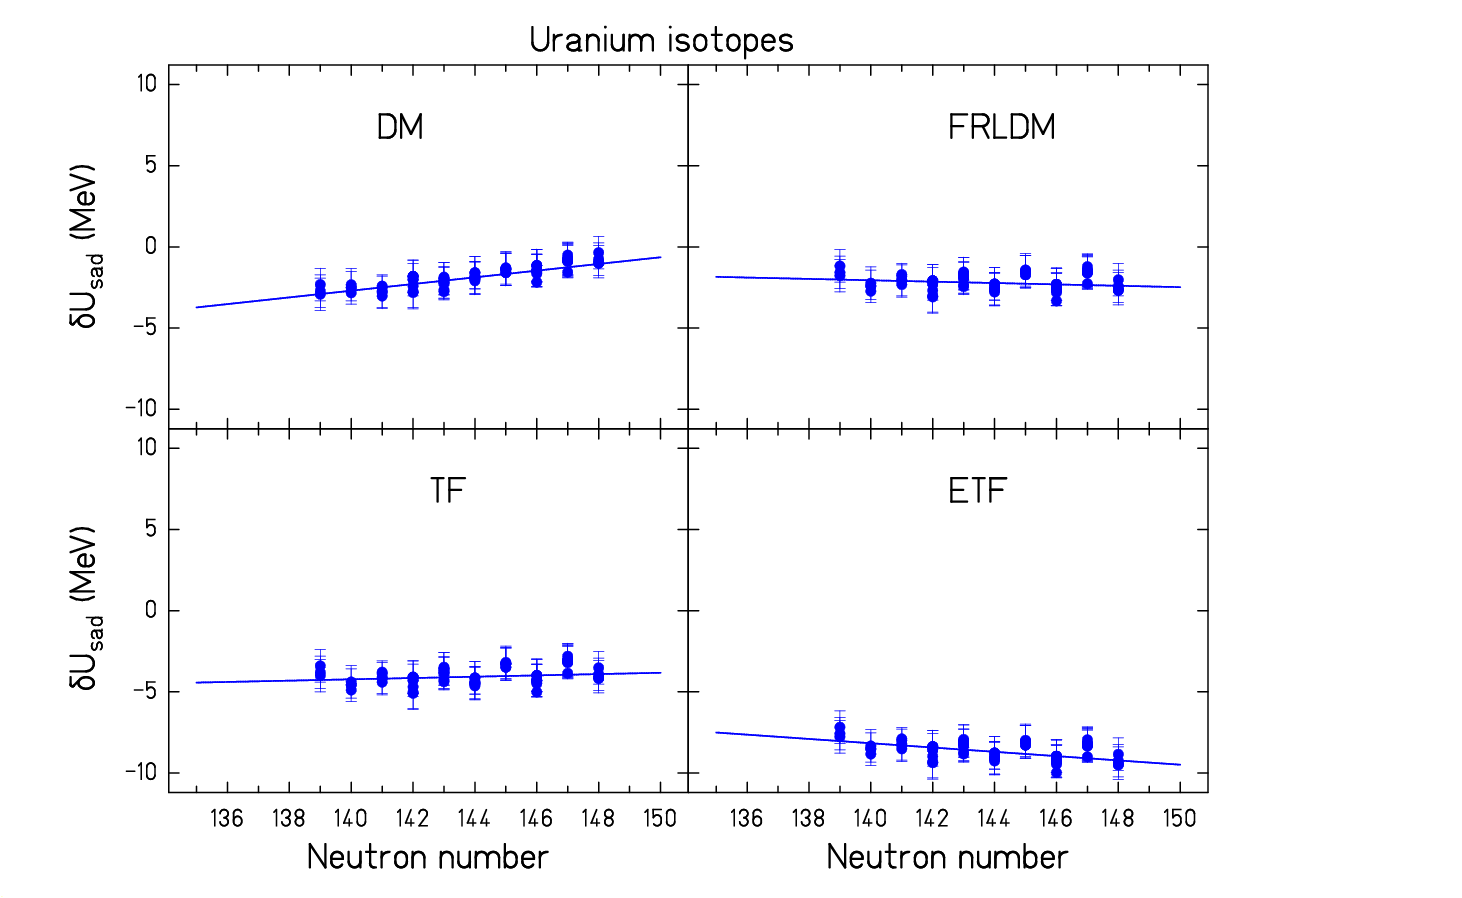 Uranium isotopes
10
DM
FRLDM
5
0
−5
−10
δU_sad (MeV)
10
TF
ETF
5
0
−5
−10
δU_sad (MeV)
136 138 140 142 144 146 148 150 136 138 140 142 144 146 148 150
Neutron number Neutron number